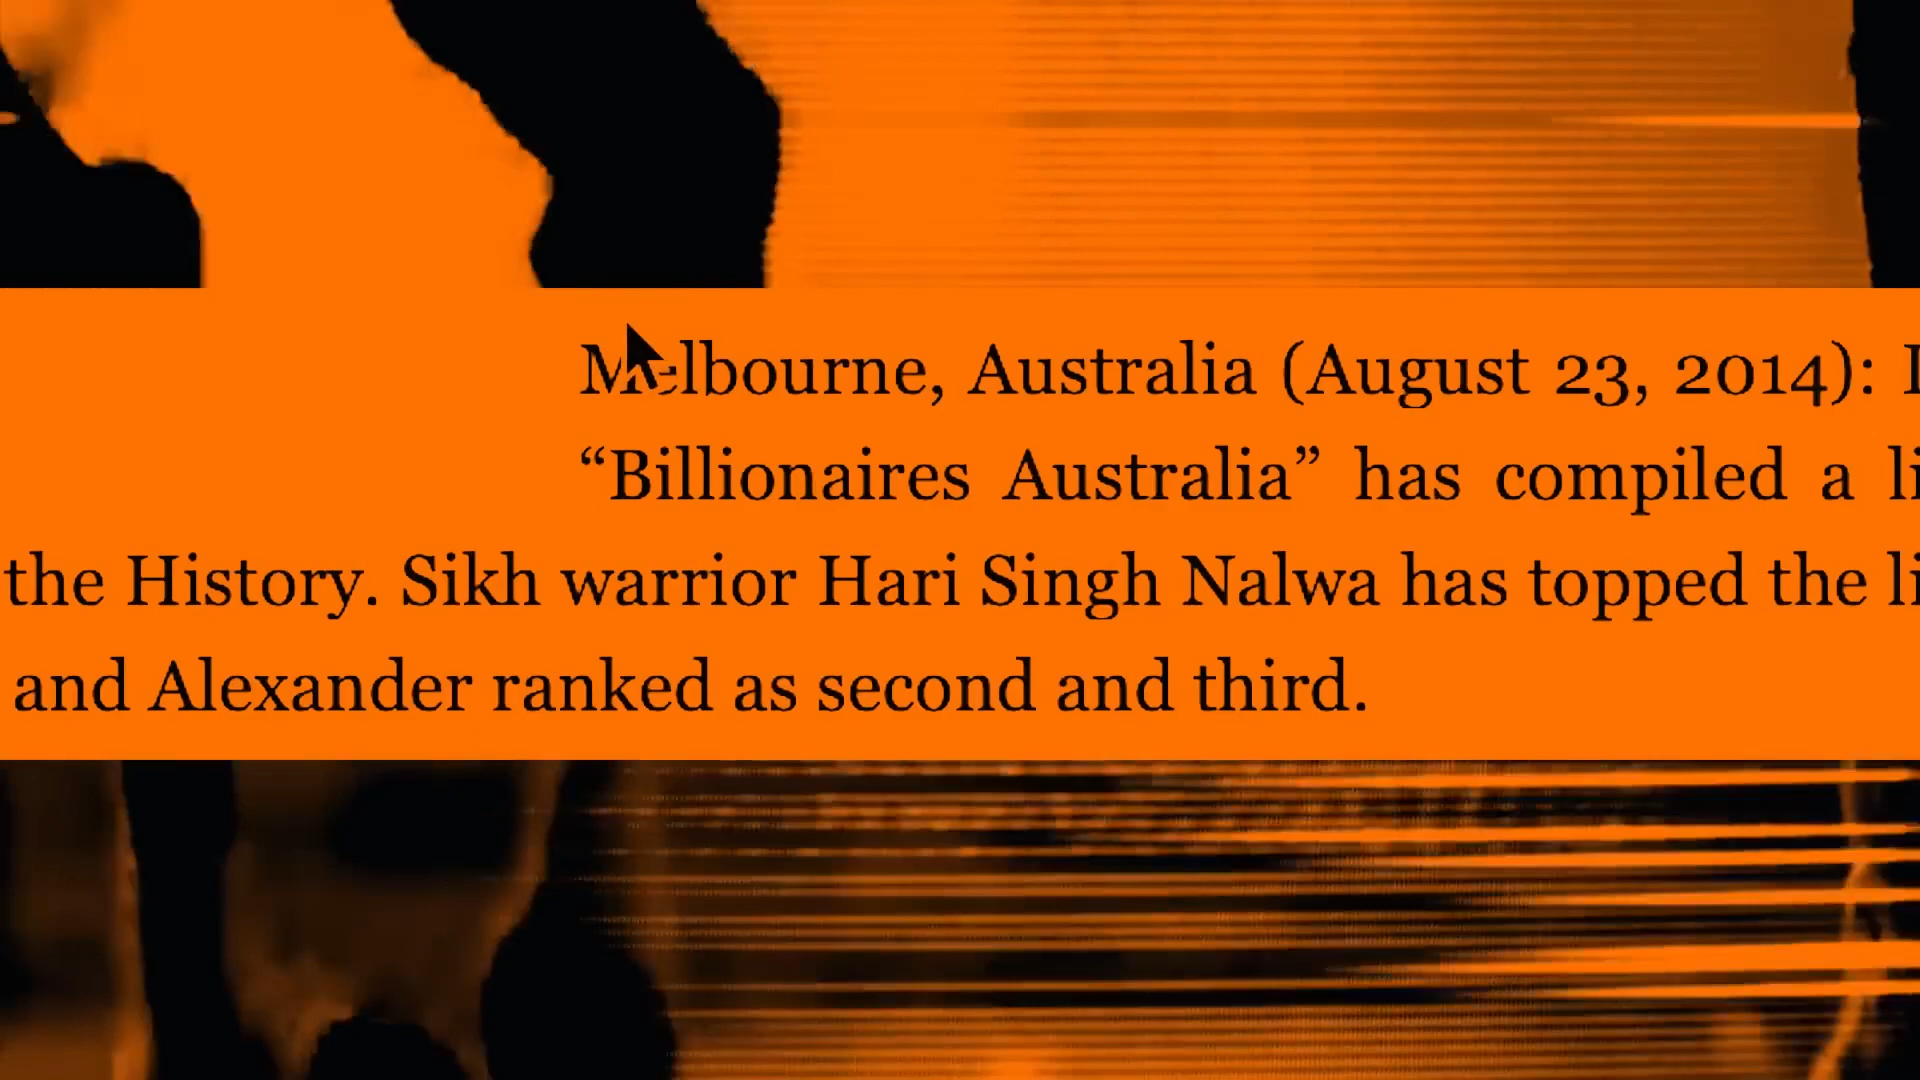 Melbourne, Australia (August 23, 2014):
“Billionaires Australia” has compiled a
the History. Sikh warrior Hari Singh Nalwa has topped the
and Alexander ranked as second and third.